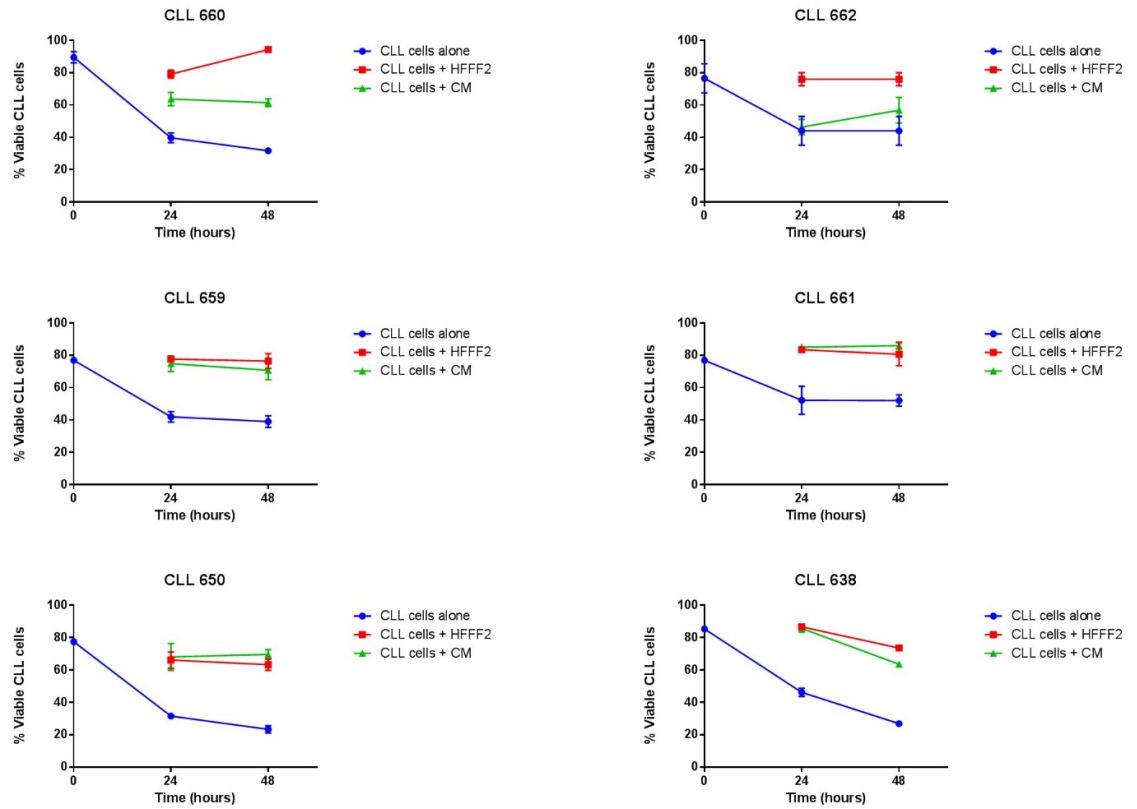 CLL 660
% Viable CLL cells
100
80
60
40
20
0
0 24 48
Time (hours)
CLL cells alone
CLL cells + HFFF2
CLL cells + CM
CLL 662
% Viable CLL cells
100
80
60
40
20
0
0 24 48
Time (hours)
CLL cells alone
CLL cells + HFFF2
CLL cells + CM
CLL 659
% Viable CLL cells
100
80
60
40
20
0
0 24 48
Time (hours)
CLL cells alone
CLL cells + HFFF2
CLL cells + CM
CLL 661
% Viable CLL cells
100
80
60
40
20
0
0 24 48
Time (hours)
CLL cells alone
CLL cells + HFFF2
CLL cells + CM
CLL 650
% Viable CLL cells
100
80
60
40
20
0
0 24 48
Time (hours)
CLL cells alone
CLL cells + HFFF2
CLL cells + CM
CLL 638
% Viable CLL cells
100
80
60
40
20
0
0 24 48
Time (hours)
CLL cells alone
CLL cells + HFFF2
CLL cells + CM